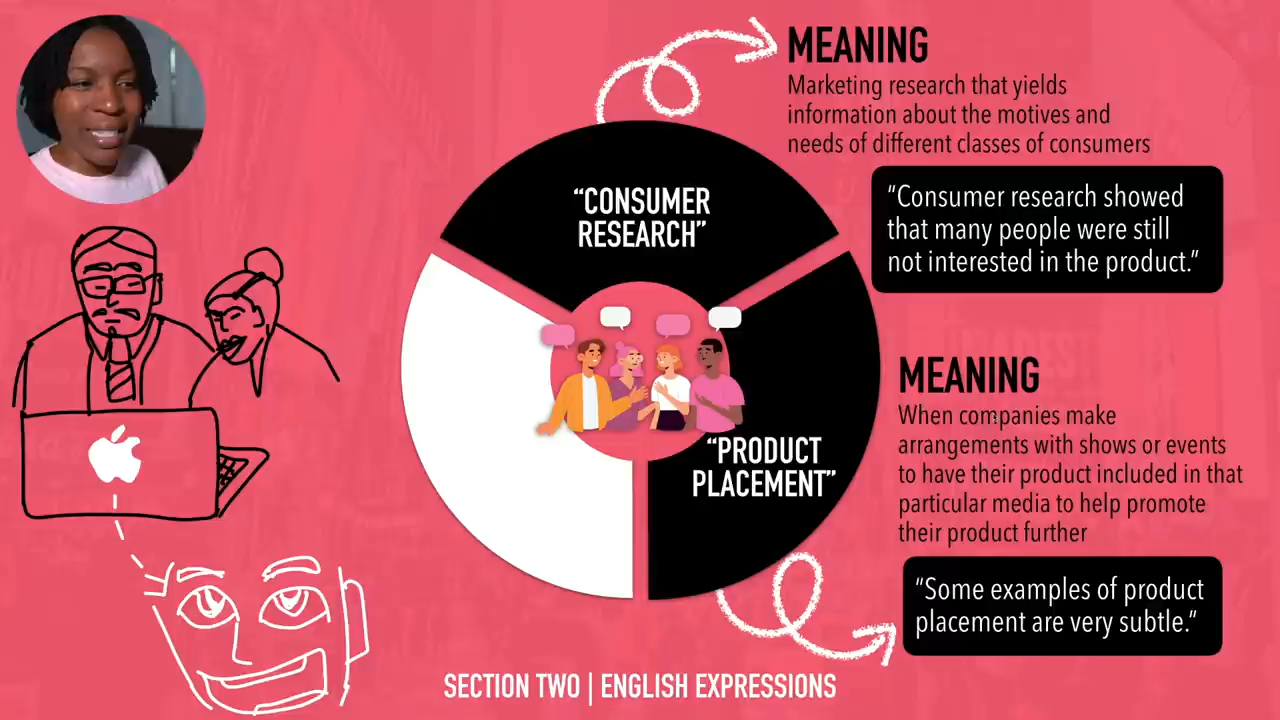 MEANING
Marketing research that yields
information about the motives and
needs of different classes of consumers
“CONSUMER
RESEARCH”
“Consumer research showed
that many people were still
not interested in the product.”
MEANING
When companies make
arrangements with shows or events
to have their product included in that
particular media to help promote
their product further
“PRODUCT
PLACEMENT”
“Some examples of product
placement are very subtle.”
SECTION TWO | ENGLISH EXPRESSIONS